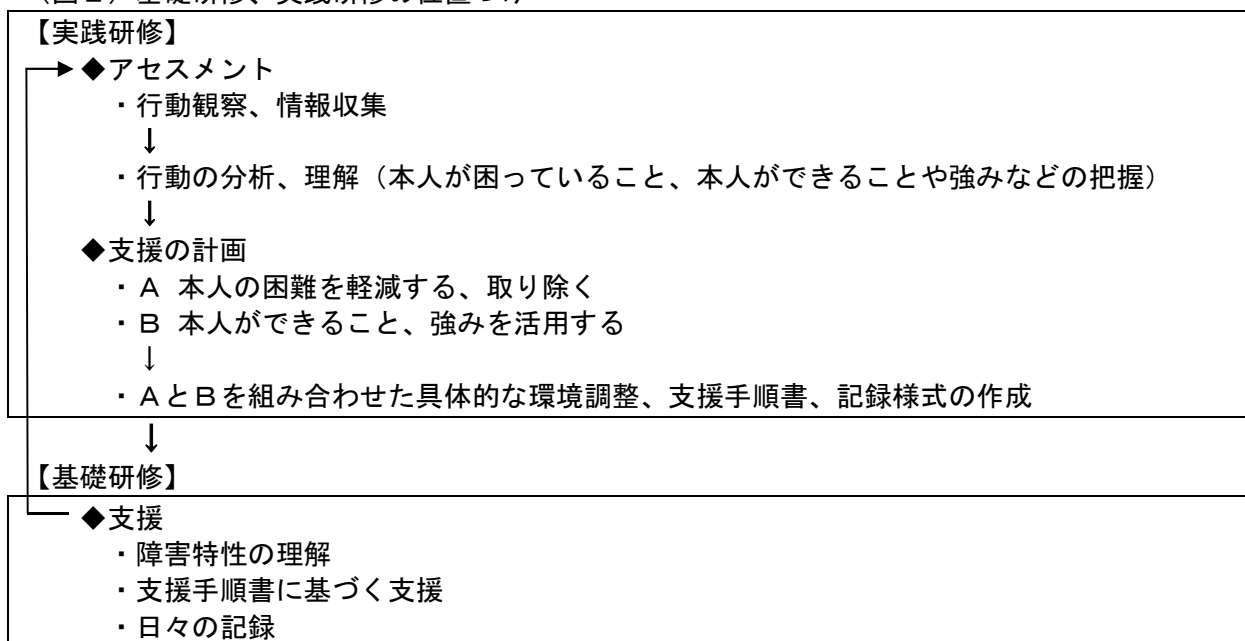 【実践研修】
◆アセスメント
・行動観察、情報収集
↓
・行動の分析、理解（本人が困っていること、本人ができることや強みなどの把握）
↓
◆支援の計画
・Ａ 本人の困難を軽減する、取り除く
・Ｂ 本人ができること、強みを活用する
↓
・ＡとＢを組み合わせた具体的な環境調整、支援手順書、記録様式の作成
↓
【基礎研修】
◆支援
・障害特性の理解
・支援手順書に基づく支援
・日々の記録